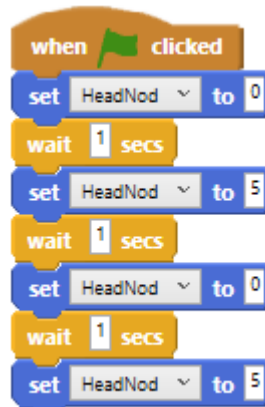 when clicked
set HeadNod to 0
wait 1 secs
set HeadNod to 5
wait 1 secs
set HeadNod to 0
wait 1 secs
set HeadNod to 5